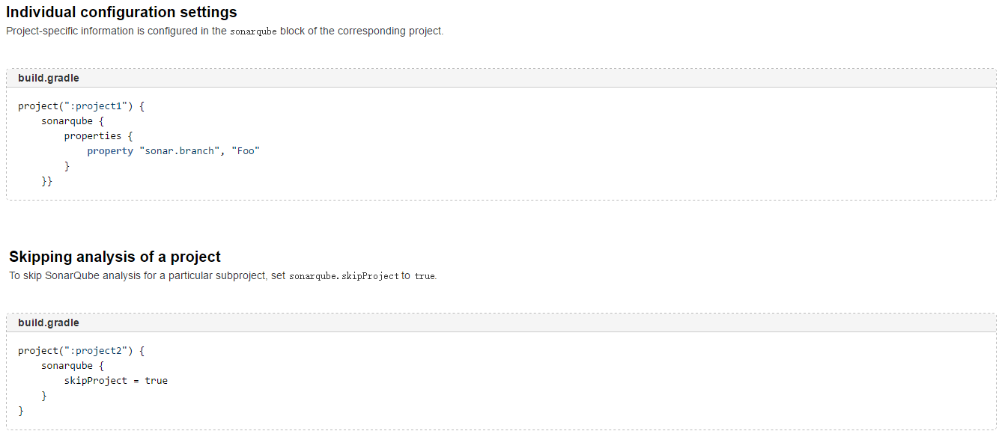 Individual configuration settings
Project-specific information is configured in the sonarqube block of the corresponding project.
build.gradle
project(":project1") {
    sonarqube {
        properties {
            property "sonar.branch", "Foo"
        }
    }}
Skipping analysis of a project
To skip SonarQube analysis for a particular subproject, set sonarqube.skipProject to true.
build.gradle
project(":project2") {
    sonarqube {
        skipProject = true
    }
}